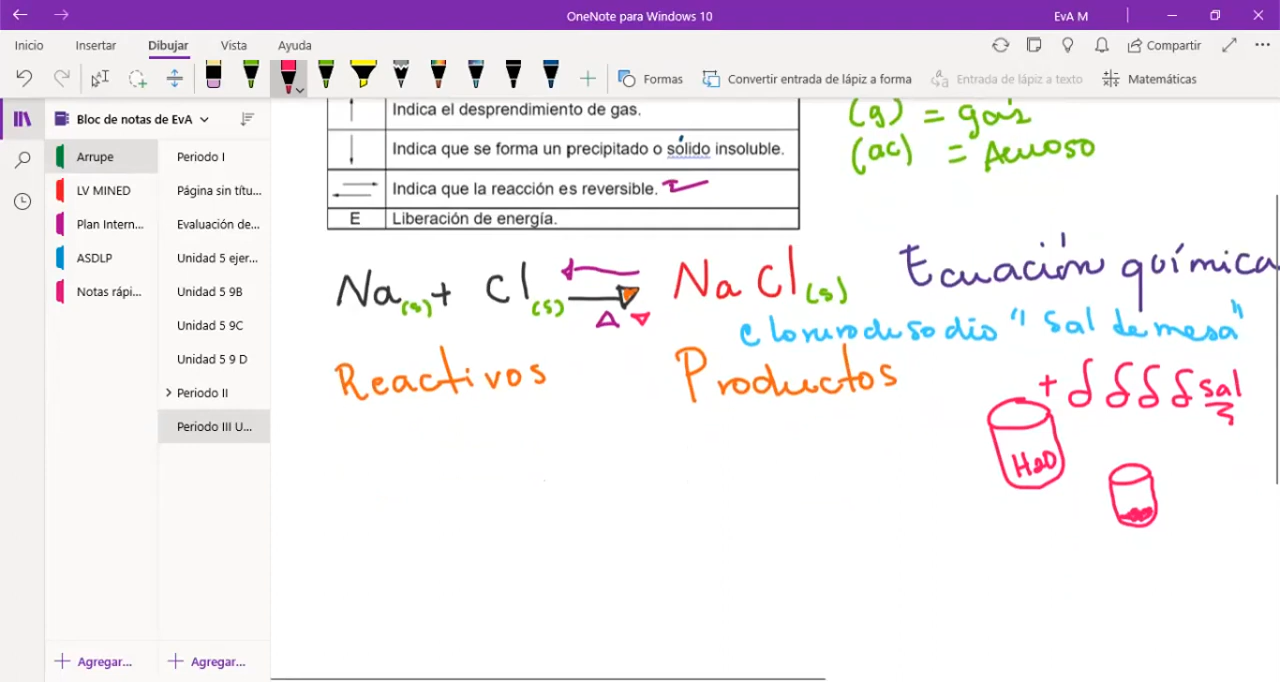 OneNote para Windows 10
EvA M
Inicio Insertar Dibujar Vista Ayuda
Compartir
Formas Convertir entrada de lápiz a forma Entrada de lápiz a texto Matemáticas
Bloc de notas de EvA
Arrupe
LV MINED
Plan Intern...
ASDLP
Notas rápi...
Agregar...
Periodo I
Página sin títu...
Evaluación de...
Unidad 5 ejer...
Unidad 5 9B
Unidad 5 9C
Unidad 5 9 D
Periodo II
Periodo III U...
Agregar...
↑ Indica el desprendimiento de gas.
↓ Indica que se forma un precipitado o sólido insoluble.
⇄ Indica que la reacción es reversible.
E Liberación de energía.
(g) = gas
(ac) = Acuoso
Ecuación química
Na(s) + Cl(s) ⇄ NaCl(s)
Δ
Cloruro de sodio "Sal de mesa"
Reactivos Productos
+ sal
H2O